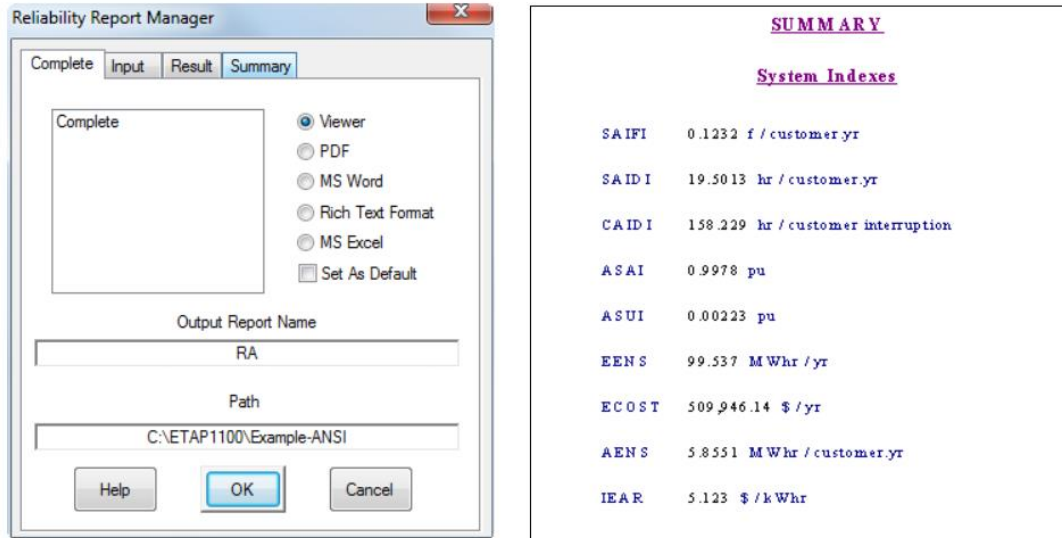 Reliability Report Manager
Complete Input Result Summary
Complete
Viewer
PDF
MS Word
Rich Text Format
MS Excel
Set As Default
Output Report Name
RA
Path
C:\ETAP1100\Example-ANSI
Help OK Cancel
SUMMARY
System Indexes
SAIFI 0.1232 f / customer.yr
SAIDI 19.5013 hr / customer.yr
CAIDI 158.229 hr / customer interruption
ASAI 0.9978 pu
ASUI 0.00223 pu
EENS 99.537 MWhr / yr
ECOST 509,946.14 $ / yr
AENS 5.8551 MWhr / customer.yr
IEAR 5.123 $ / kWhr